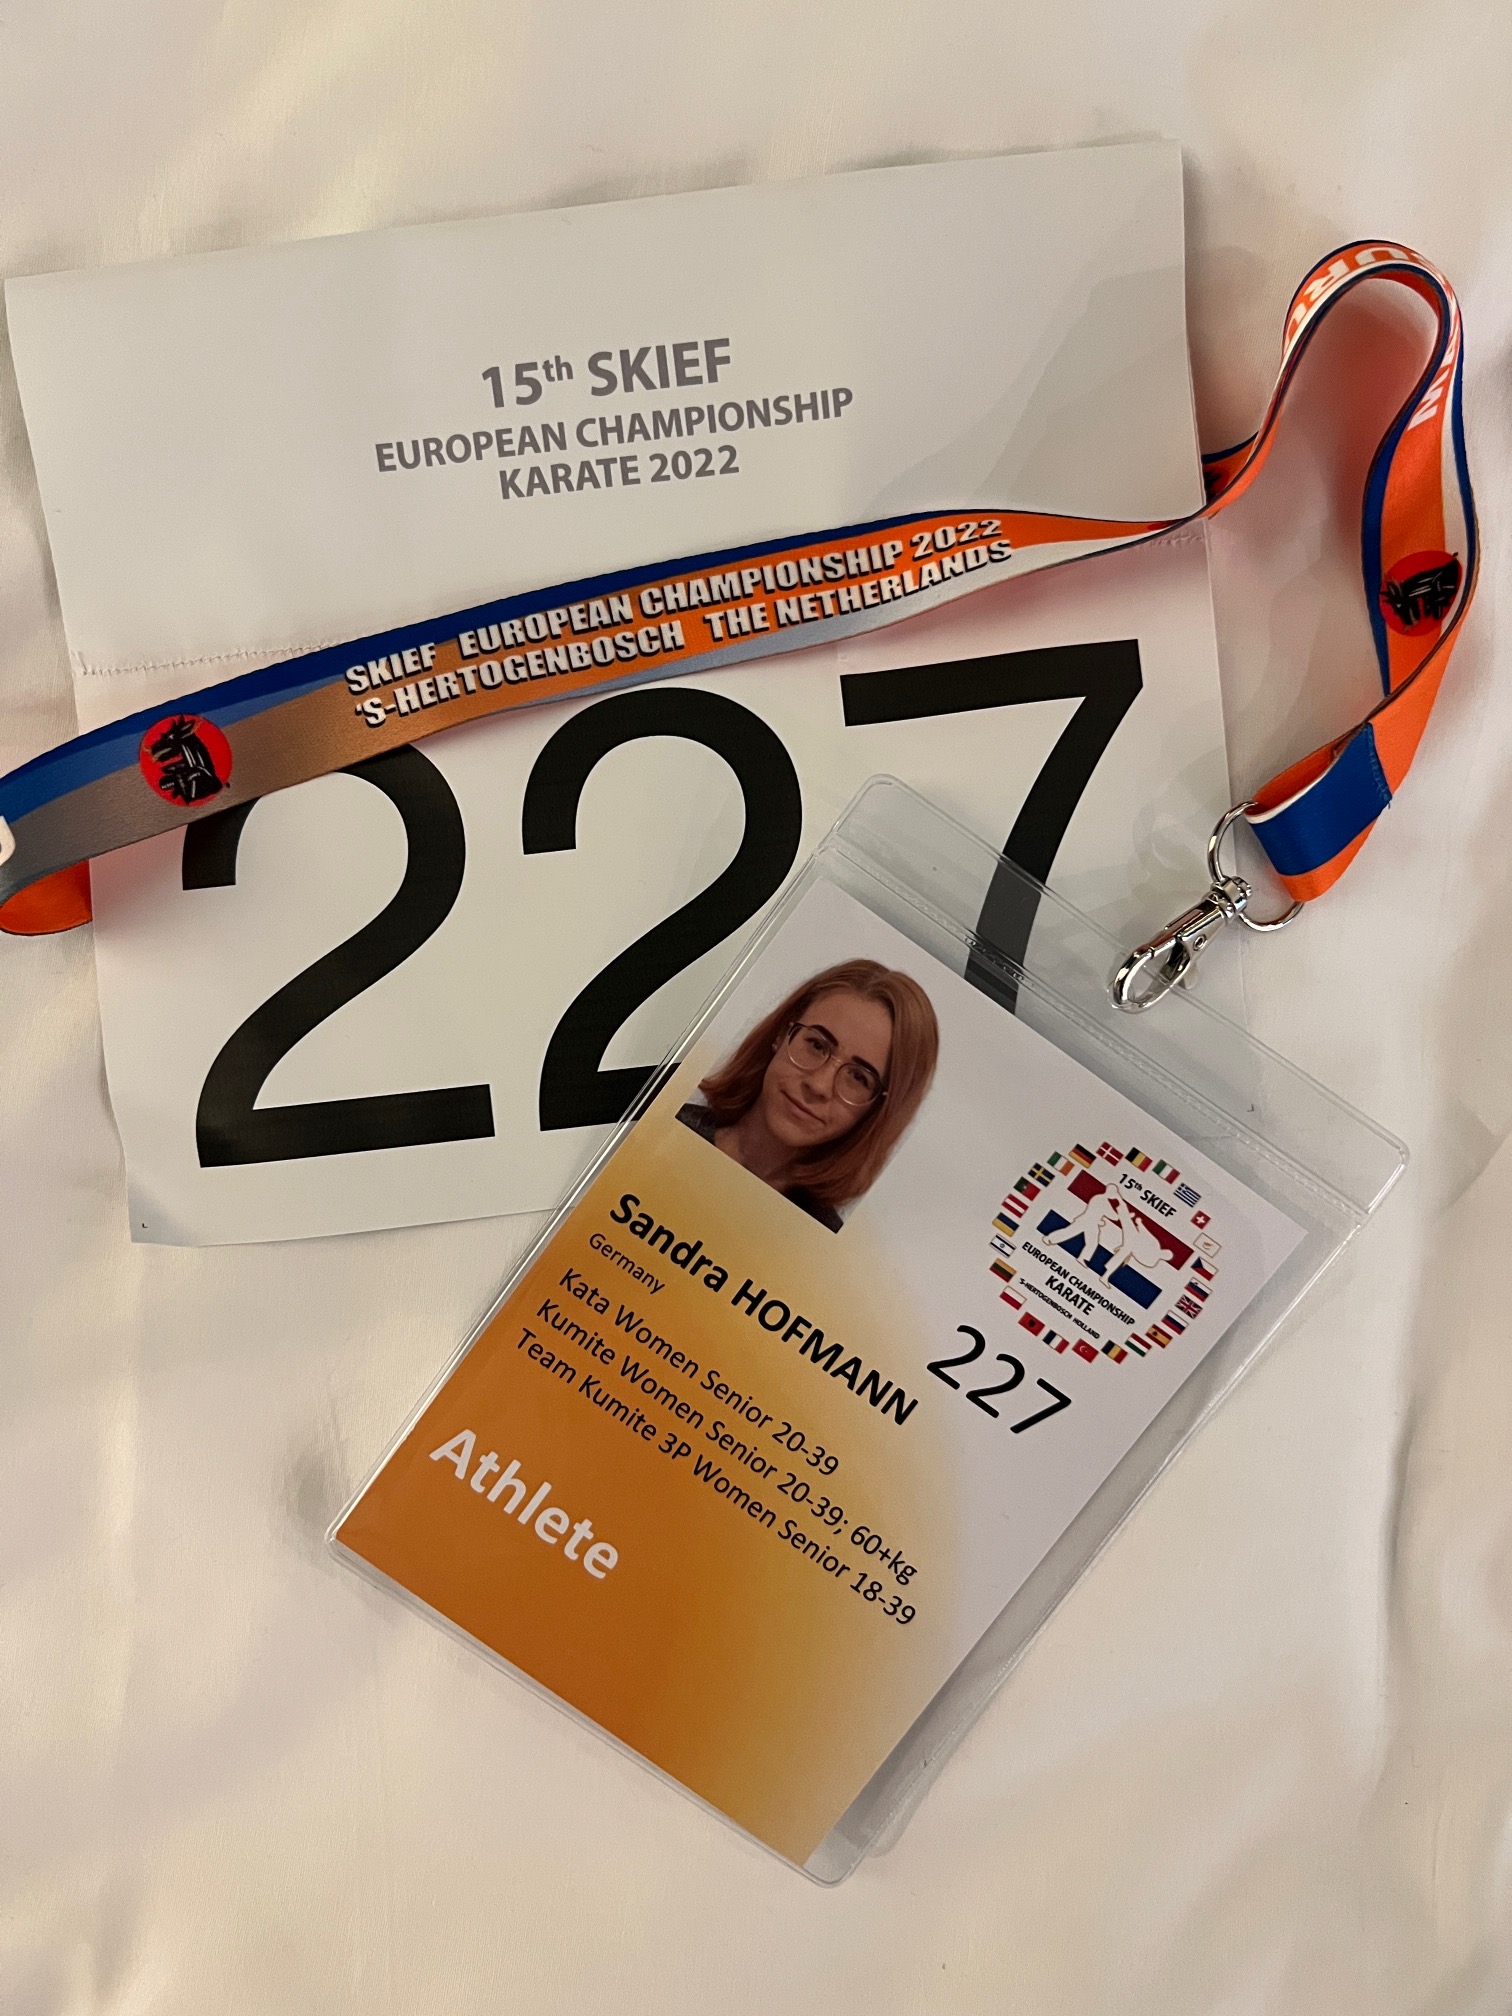 15th SKIEF
EUROPEAN CHAMPIONSHIP
KARATE 2022
SKIEF EUROPEAN CHAMPIONSHIP 2022
'S-HERTOGENBOSCH THE NETHERLANDS
227
Sandra HOFMANN
Germany
Kata Women Senior 20-39
Kumite Women Senior 20-39; 60+kg
Team Kumite 3P Women Senior 18-39
Athlete
15th SKIEF
EUROPEAN CHAMPIONSHIP
KARATE
'S-HERTOGENBOSCH HOLLAND
227